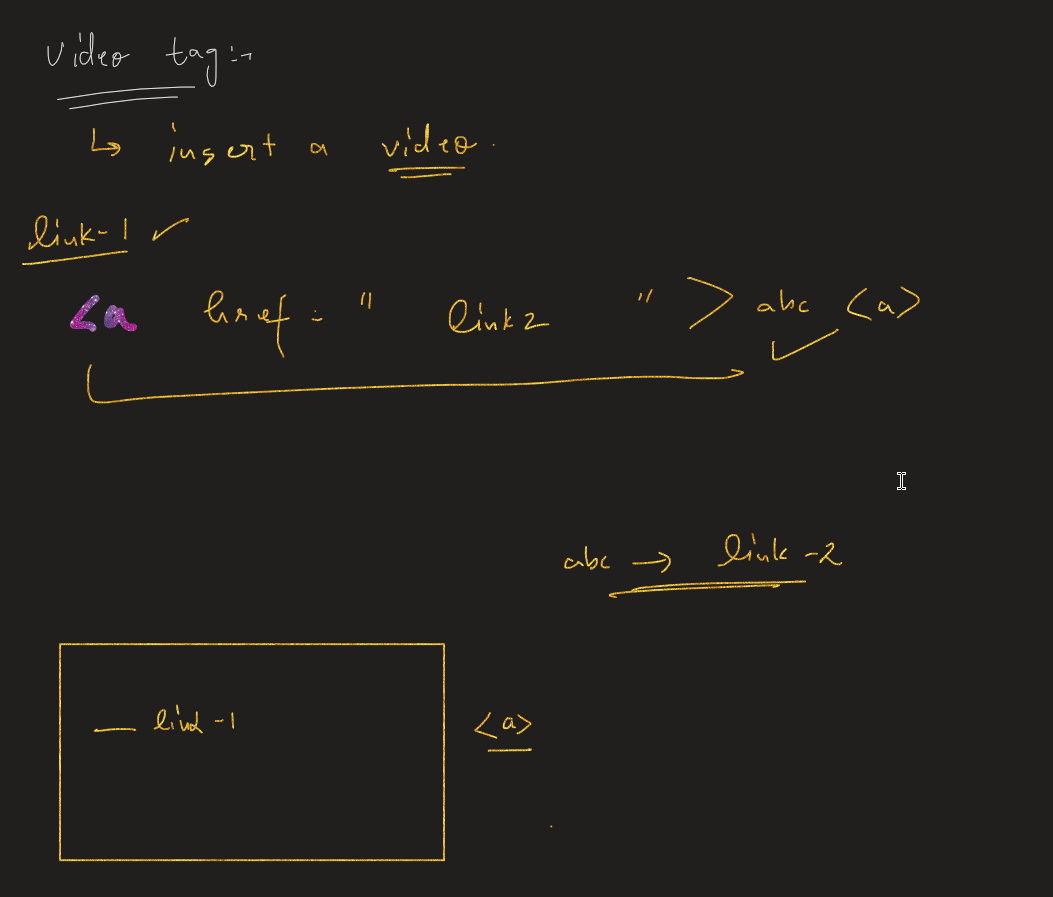 Video tag:-
↳ insert a video.
link-1 ✓
<a href = " link2 " > abc <a>
abc → link-2
— link-1
<a>